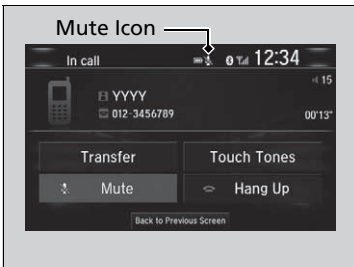 Mute Icon
In call 12:34
15
YYYY
012-3456789 00'13"
Transfer Touch Tones
Mute Hang Up
Back to Previous Screen